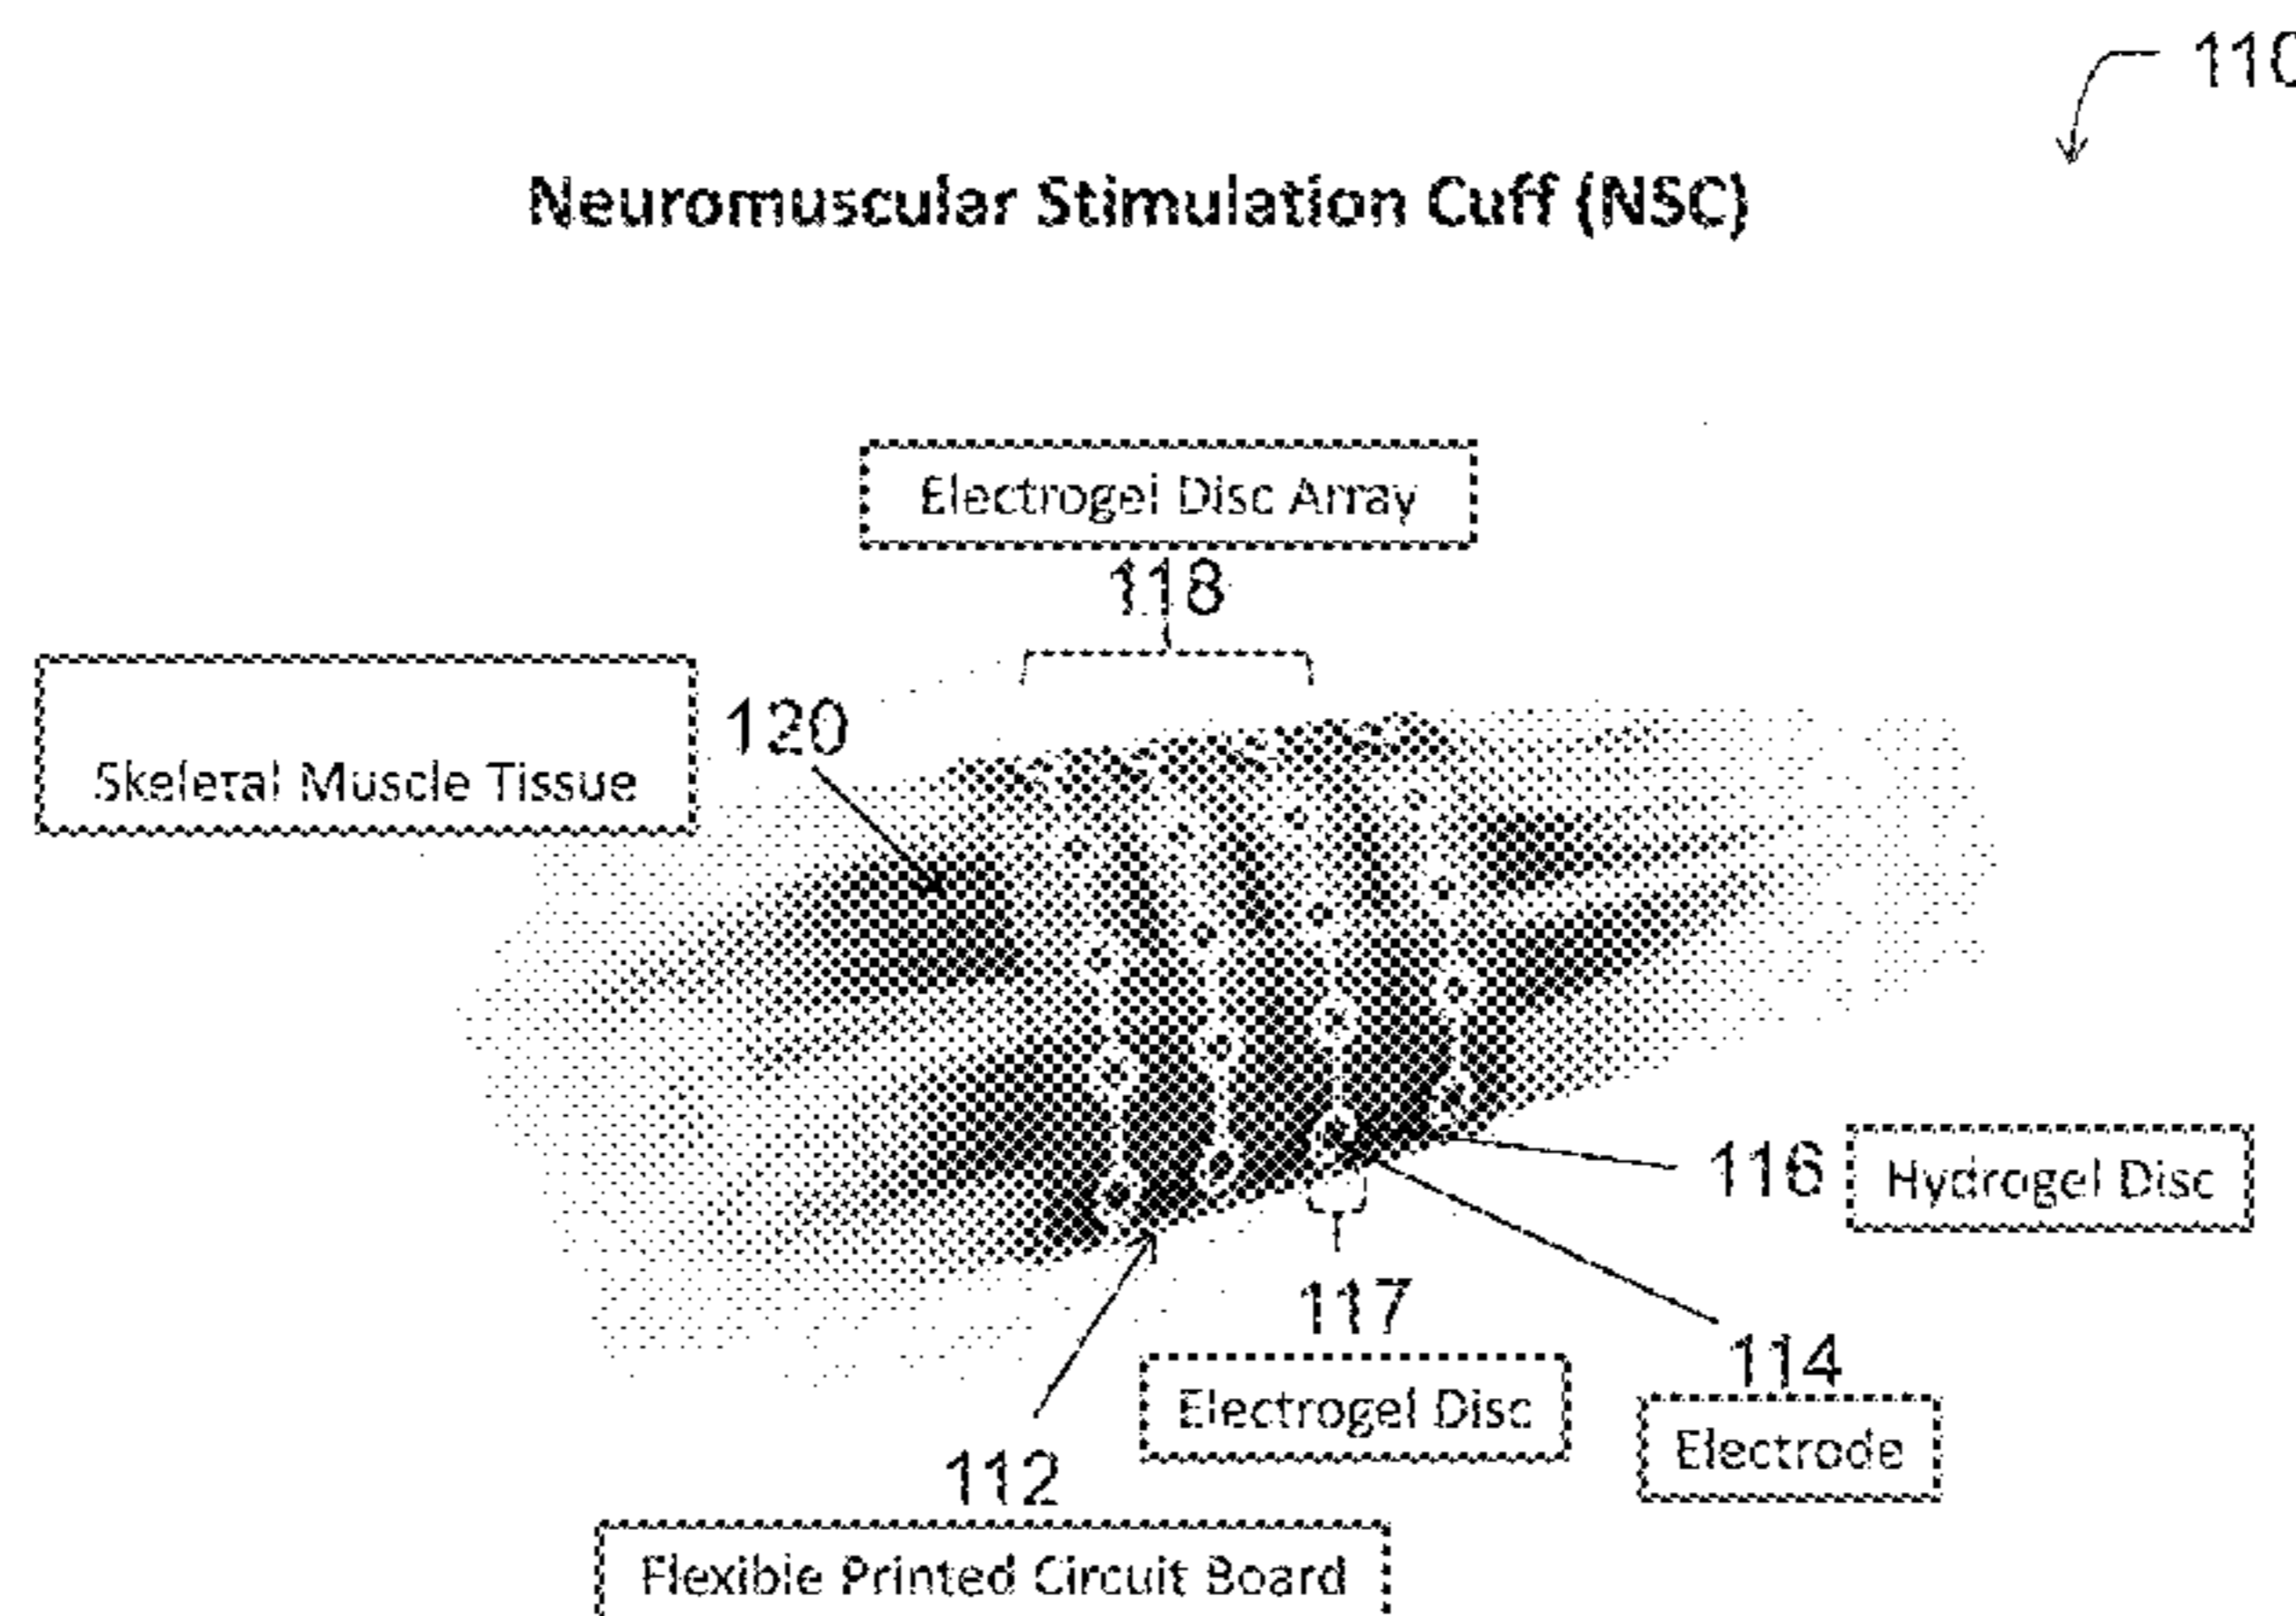 110
Neuromuscular Stimulation Cuff (NSC)
Electrogel Disc Array
118
120
Skeletal Muscle Tissue
116
Hydrogel Disc
117
Electrogel Disc
114
Electrode
112
Flexible Printed Circuit Board